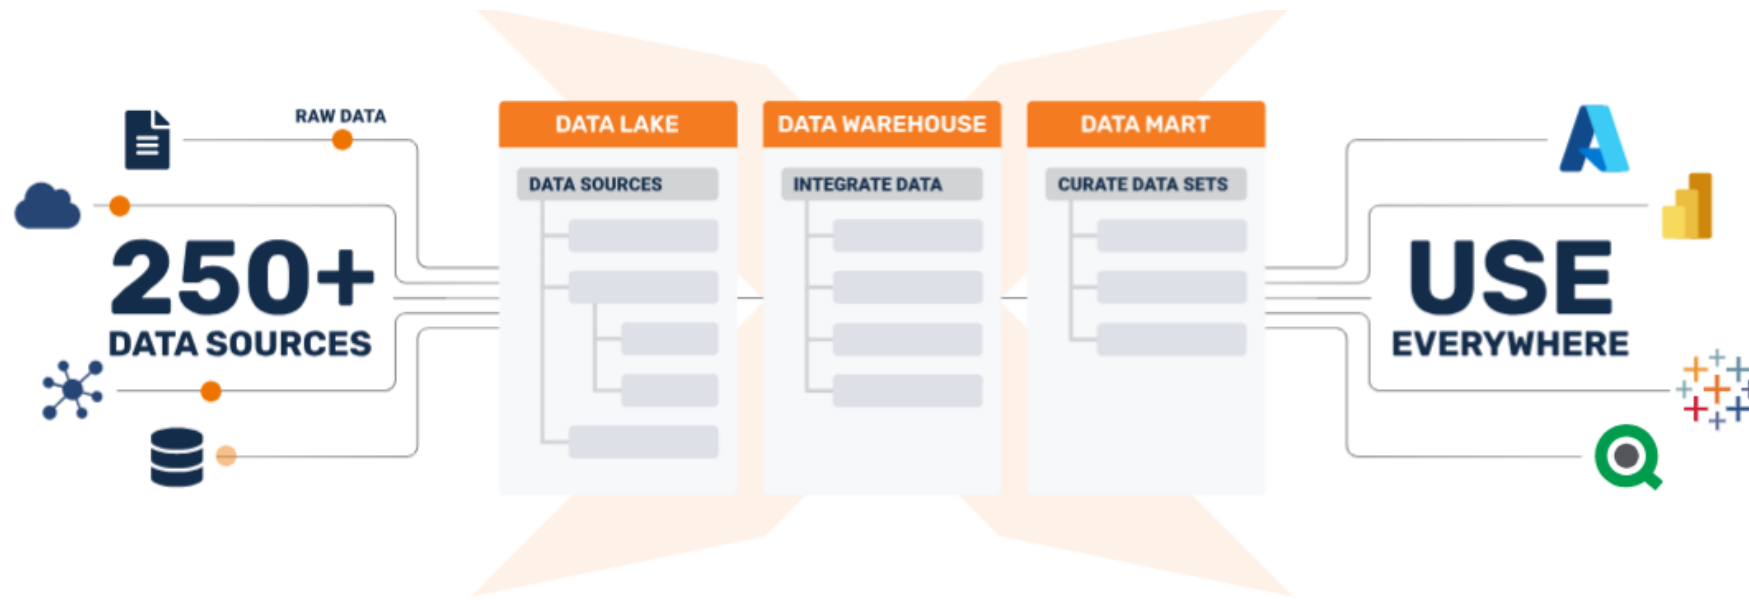 RAW DATA
250+
DATA SOURCES
DATA LAKE
DATA SOURCES
DATA WAREHOUSE
INTEGRATE DATA
DATA MART
CURATE DATA SETS
USE
EVERYWHERE